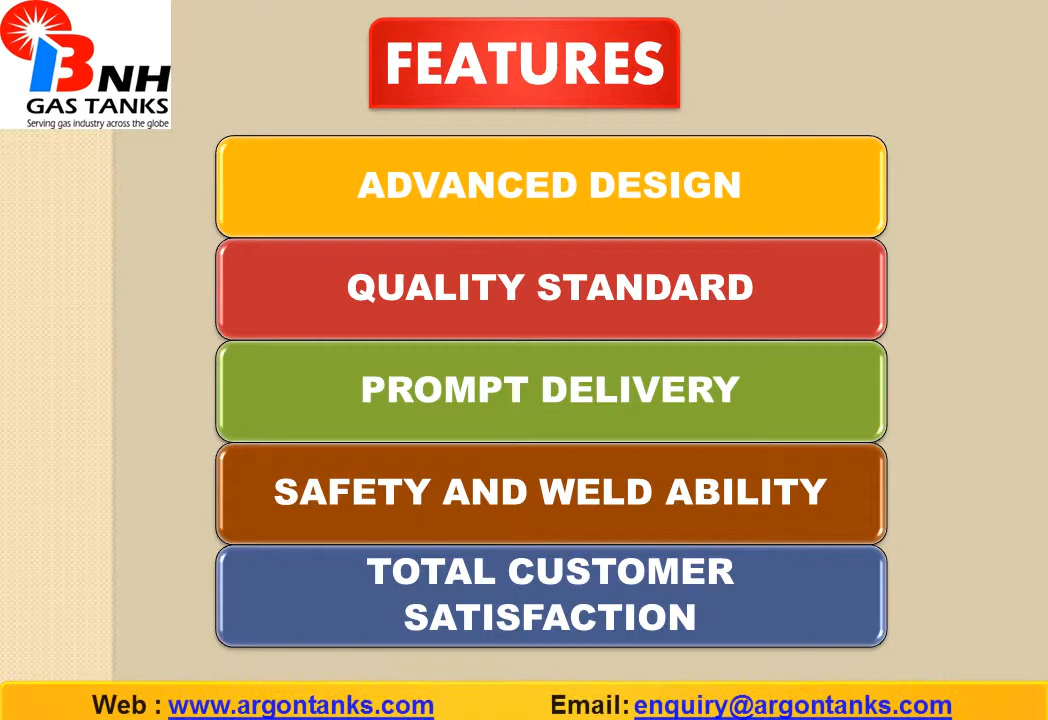 BNH
GAS TANKS
Serving gas industry across the globe
FEATURES
ADVANCED DESIGN
QUALITY STANDARD
PROMPT DELIVERY
SAFETY AND WELD ABILITY
TOTAL CUSTOMER
SATISFACTION
Web : www.argontanks.com Email: enquiry@argontanks.com